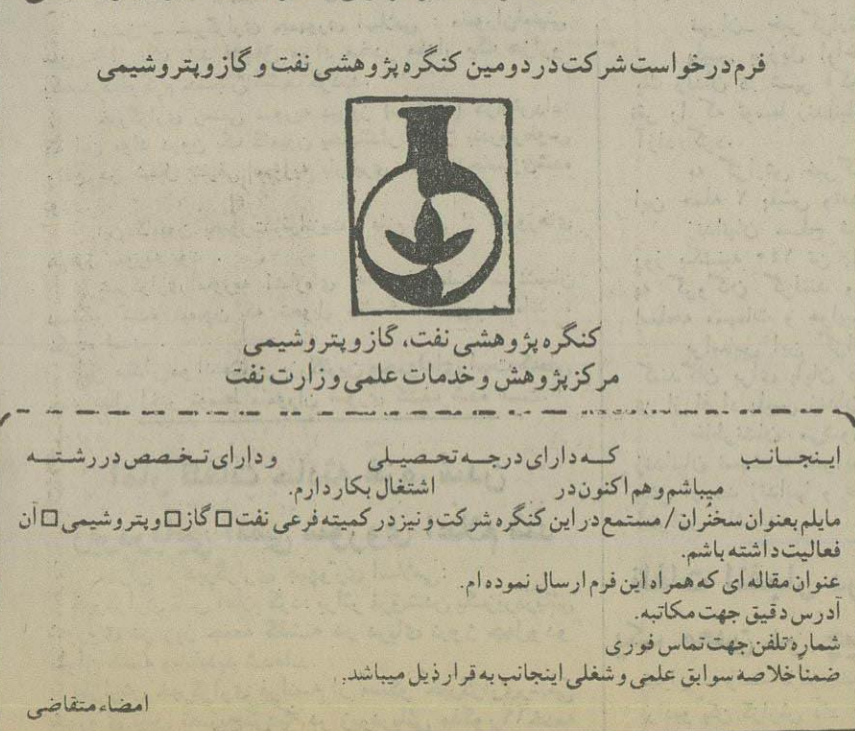 فرم درخواست شرکت در دومین کنگره پژوهشی نفت و گاز و پتروشیمی
کنگره پژوهشی نفت، گاز و پتروشیمی
مرکز پژوهش و خدمات علمی وزارت نفت
اینجانب که دارای درجه تحصیلی و دارای تخصص در رشته
میباشم و هم اکنون در اشتغال بکار دارم.
مایلم بعنوان سخنران / مستمع در این کنگره شرکت و نیز در کمیته فرعی نفت □ گاز □ و پتروشیمی □ آن
فعالیت داشته باشم.
عنوان مقاله ای که همراه این فرم ارسال نموده ام.
آدرس دقیق جهت مکاتبه.
شماره تلفن جهت تماس فوری
ضمناً خلاصه سوابق علمی و شغلی اینجانب به قرار ذیل میباشد.
امضاء متقاضی